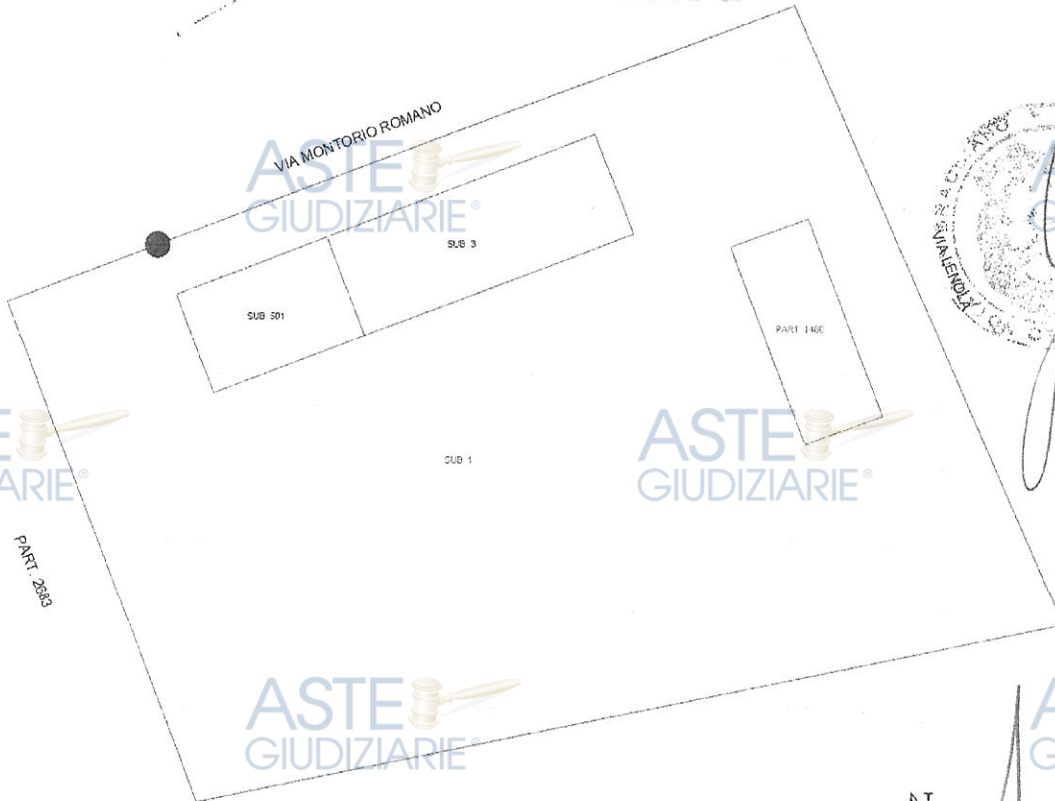 VIA MONTORIO ROMANO
ASTE
GIUDIZIARIE®
SUB 3
SUB 501
VIA LENOLA
PART 1460
ASTE
GIUDIZIARIE®
SUB 1
ARIE®
PART. 2683
ASTE
GIUDIZIARIE®